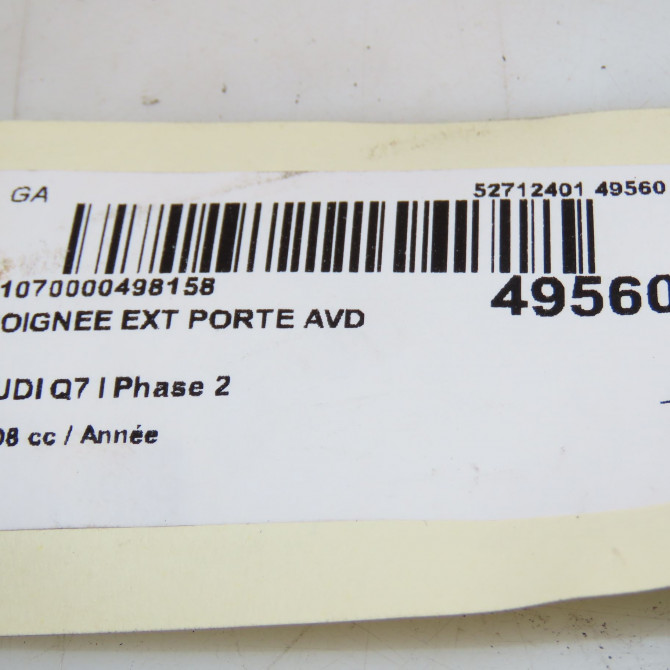 GA 52712401 49560
1070000498158 49560
OIGNEE EXT PORTE AVD
UDI Q7 I Phase 2
08 cc / Année